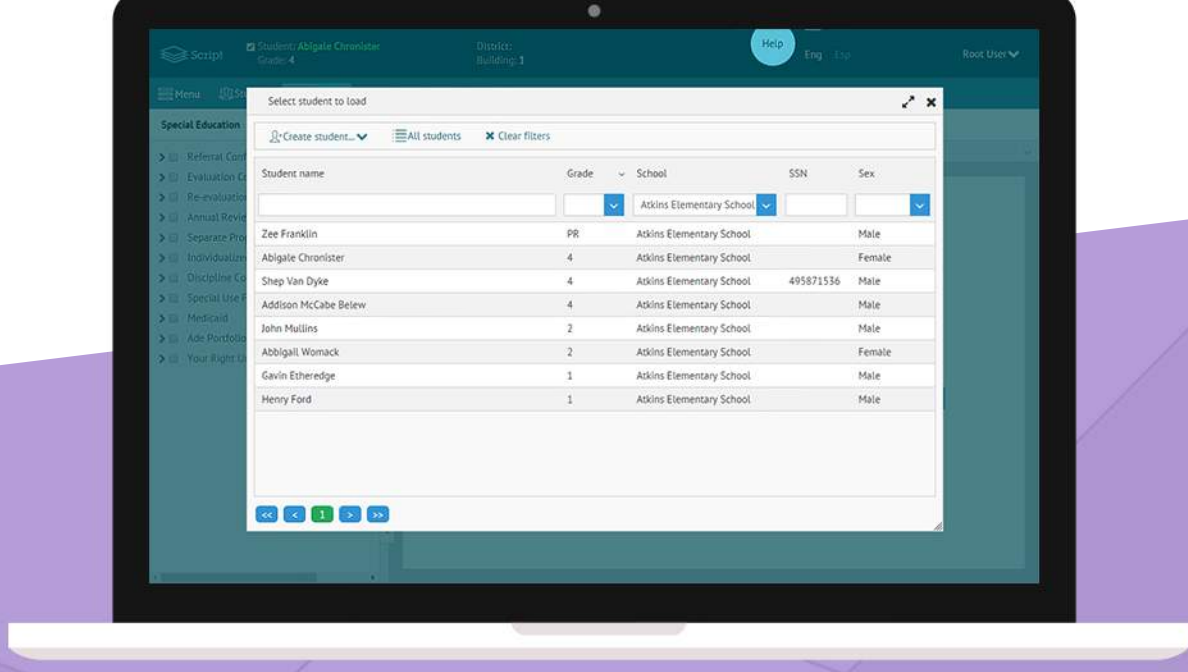 Script
Student: Abigale Chronister
Grade: 4
District:
Building: 1
Help
Eng Esp
Root User
Menu
Special Education
Referral Conf
Evaluation Co
Re-evaluation
Annual Revie
Separate Pro
Individualize
Discipline Co
Special Use F
Medicaid
Ade Portfolio
Your Right U
Select student to load
Create student... All students Clear filters
Student name Grade School SSN Sex
Atkins Elementary School
Zee Franklin PR Atkins Elementary School Male
Abigale Chronister 4 Atkins Elementary School Female
Shep Van Dyke 4 Atkins Elementary School 495871536 Male
Addison McCabe Belew 4 Atkins Elementary School Male
John Mullins 2 Atkins Elementary School Male
Abbigail Womack 2 Atkins Elementary School Female
Gavin Etheredge 1 Atkins Elementary School Male
Henry Ford 1 Atkins Elementary School Male
<< < 1 > >>